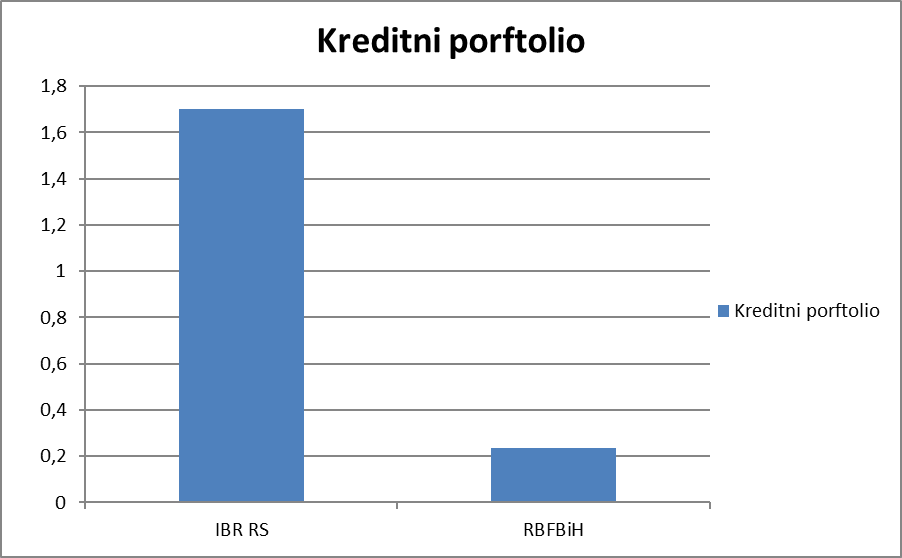 Kreditni porftolio
1,8
1,6
1,4
1,2
1
0,8
0,6
0,4
0,2
0
IBR RS
RBFBiH
Kreditni porftolio